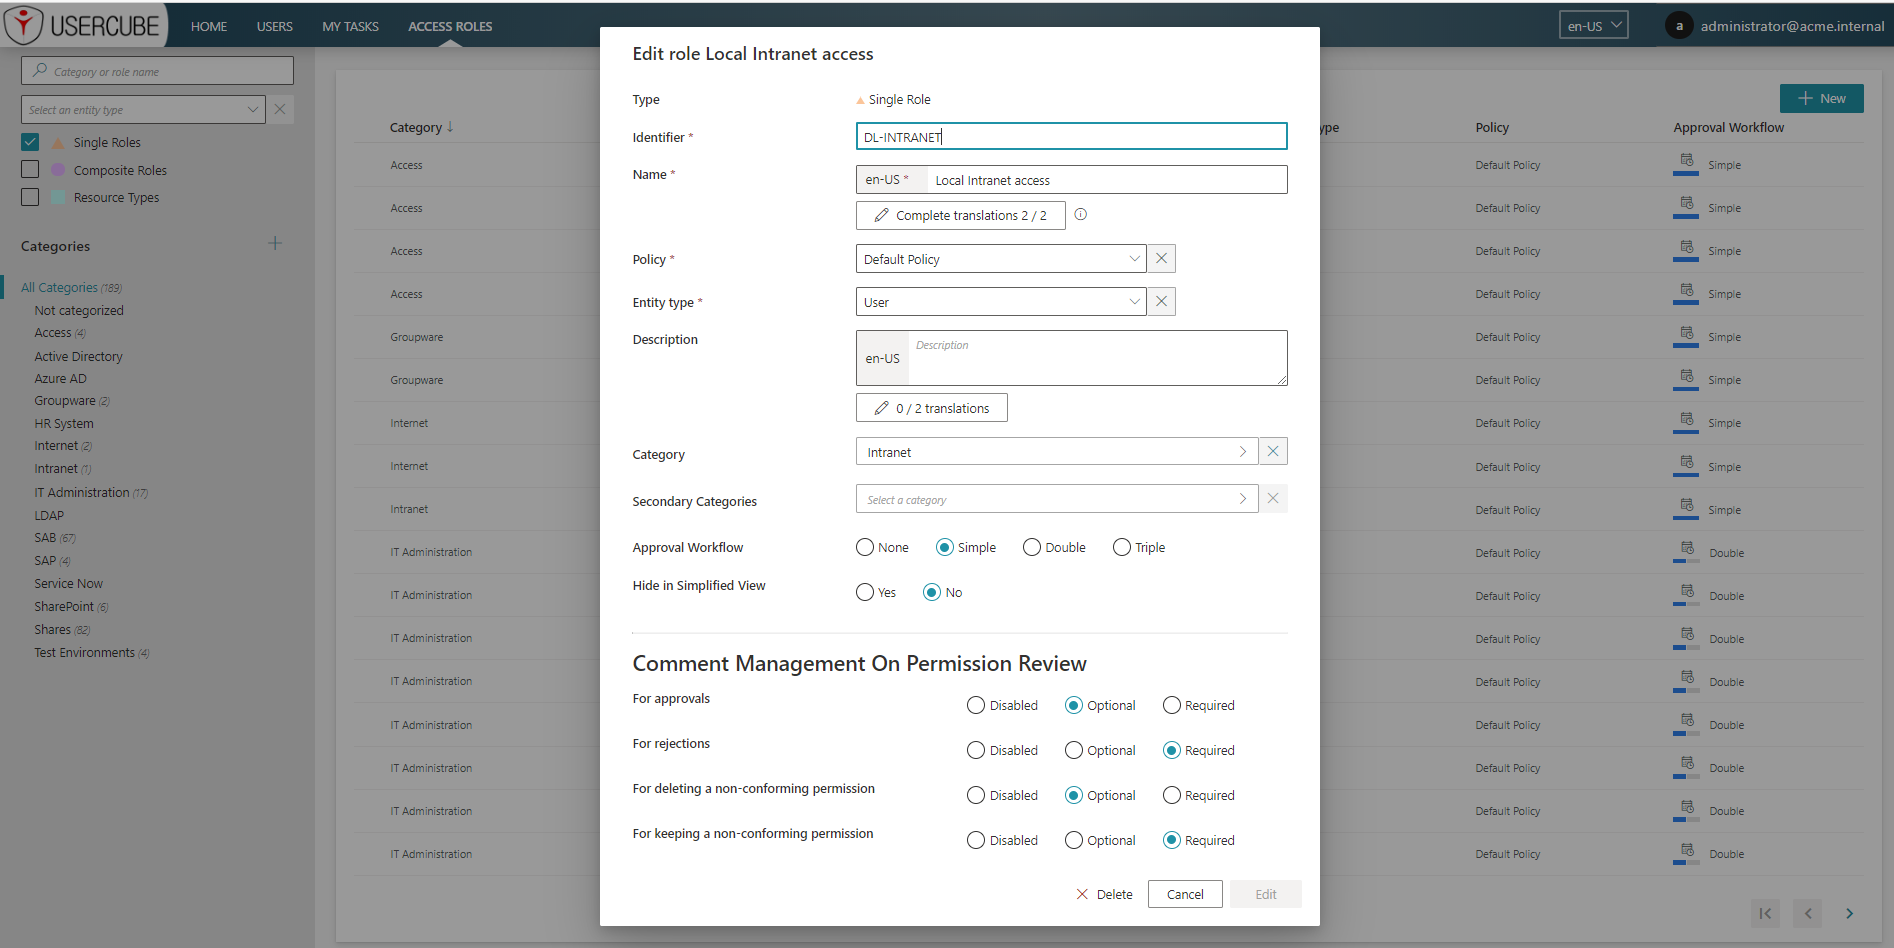 USERCUBE
HOME
USERS
MY TASKS
ACCESS ROLES
en-US
a
administrator@acme.internal
Category or role name
Select an entity type
Single Roles
Composite Roles
Resource Types
Categories
All Categories (189)
Not categorized
Access (4)
Active Directory
Azure AD
Groupware (2)
HR System
Internet (2)
Intranet (1)
IT Administration (17)
LDAP
SAB (67)
SAP (4)
Service Now
SharePoint (6)
Shares (82)
Test Environments (4)
New
Category
ype
Policy
Approval Workflow
Access
Default Policy
Simple
Access
Default Policy
Simple
Access
Default Policy
Simple
Access
Default Policy
Simple
Groupware
Default Policy
Simple
Groupware
Default Policy
Simple
Internet
Default Policy
Simple
Internet
Default Policy
Simple
Intranet
Default Policy
Simple
IT Administration
Default Policy
Double
IT Administration
Default Policy
Double
IT Administration
Default Policy
Double
IT Administration
Default Policy
Double
IT Administration
Default Policy
Double
IT Administration
Default Policy
Double
IT Administration
Default Policy
Double
IT Administration
Default Policy
Double
Edit role Local Intranet access
Type
Single Role
Identifier *
DL-INTRANET
Name *
en-US *
Local Intranet access
Complete translations 2 / 2
Policy *
Default Policy
Entity type *
User
Description
en-US
Description
0 / 2 translations
Category
Intranet
Secondary Categories
Select a category
Approval Workflow
None
Simple
Double
Triple
Hide in Simplified View
Yes
No
Comment Management On Permission Review
For approvals
Disabled
Optional
Required
For rejections
Disabled
Optional
Required
For deleting a non-conforming permission
Disabled
Optional
Required
For keeping a non-conforming permission
Disabled
Optional
Required
Delete
Cancel
Edit